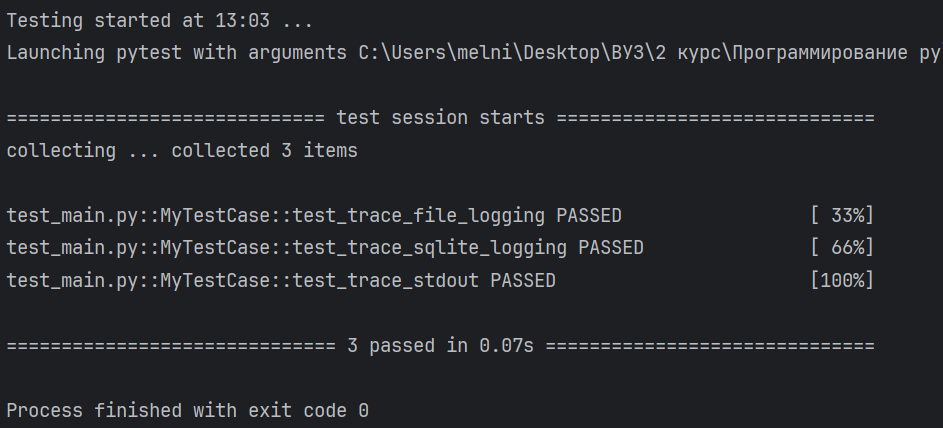 Testing started at 13:03 ...
Launching pytest with arguments C:\Users\melni\Desktop\ВУЗ\2 курс\Программирование py
============================= test session starts =============================
collecting ... collected 3 items
test_main.py::MyTestCase::test_trace_file_logging PASSED                 [ 33%]
test_main.py::MyTestCase::test_trace_sqlite_logging PASSED               [ 66%]
test_main.py::MyTestCase::test_trace_stdout PASSED                       [100%]
============================== 3 passed in 0.07s ==============================
Process finished with exit code 0